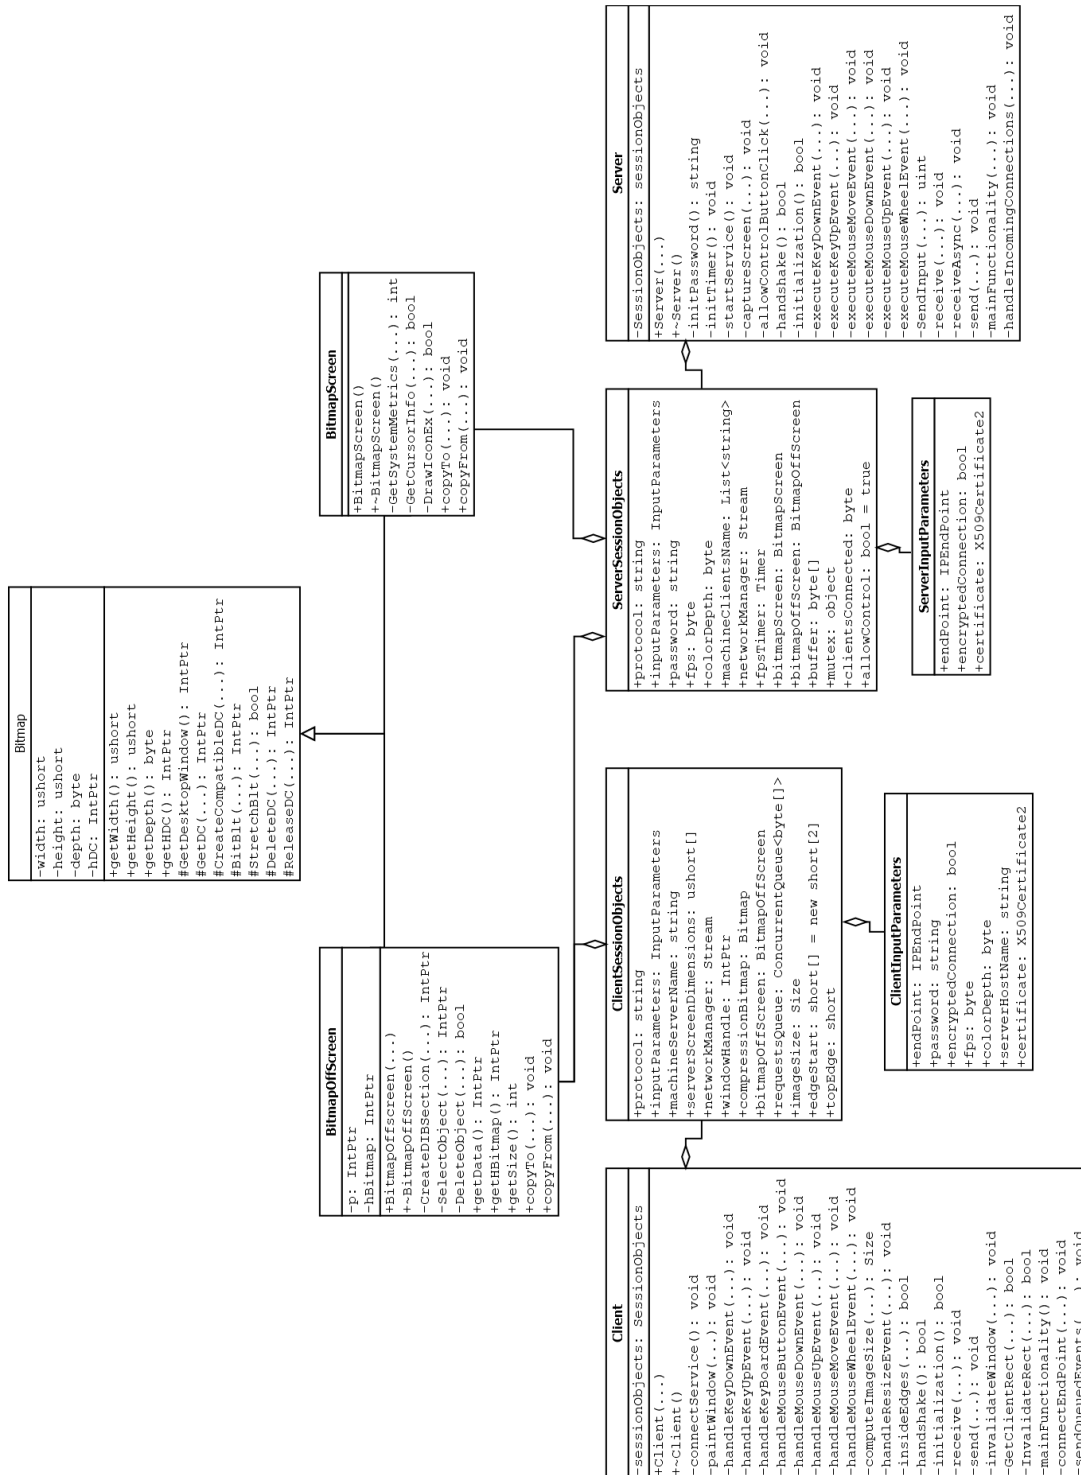 Bitmap
-width: ushort
-height: ushort
-depth: byte
-hDC: IntPtr
+getWidth(): ushort
+getHeight(): ushort
+getDepth(): byte
+getHDC(): IntPtr
#GetDesktopWindow(): IntPtr
#GetDC(...): IntPtr
#CreateCompatibleDC(...): IntPtr
#BitBlt(...): IntPtr
#StretchBlt(...): bool
#DeleteDC(...): IntPtr
#ReleaseDC(...): IntPtr
BitmapOffScreen
-p: IntPtr
-hBitmap: IntPtr
+BitmapOffscreen(...)
+~BitmapOffScreen()
-CreateDIBSection(...): IntPtr
-SelectObject(...): IntPtr
-DeleteObject(...): bool
+getData(): IntPtr
+getHBitmap(): IntPtr
+getSize(): int
+copyTo(...): void
+copyFrom(...): void
BitmapScreen
+BitmapScreen()
+~BitmapScreen()
-GetSystemMetrics(...): int
-GetCursorInfo(...): bool
-DrawIconEx(...): bool
+copyTo(...): void
+copyFrom(...): void
Client
-sessionObjects: SessionObjects
+Client(...)
+~Client()
-connectService(): void
-paintWindow(...): void
-handleKeyDownEvent(...): void
-handleKeyUpEvent(...): void
-handleKeyBoardEvent(...): void
-handleMouseButtonEvent(...): void
-handleMouseDownEvent(...): void
-handleMouseUpEvent(...): void
-handleMouseMoveEvent(...): void
-handleMouseWheelEvent(...): void
-computeImageSize(...): Size
-handleResizeEvent(...): void
-insideEdges(...): bool
-handshake(): bool
-initialization(): bool
-receive(...): void
-send(...): void
-invalidateWindow(...): void
-GetClientRect(...): bool
-InvalidateRect(...): bool
-mainFunctionality(): void
-connectEndPoint(...): void
-sendQueuedEvents(...): void
ClientSessionObjects
+protocol: string
+inputParameters: InputParameters
+machineServerName: string
+serverScreenDimensions: ushort[]
+networkManager: Stream
+windowHandle: IntPtr
+compressionBitmap: Bitmap
+bitmapOffScreen: BitmapOffScreen
+requestsQueue: ConcurrentQueue<byte[]>
+imageSize: Size
+edgeStart: short[] = new short[2]
+topEdge: short
ClientInputParameters
+endPoint: IPEndPoint
+password: string
+encryptedConnection: bool
+fps: byte
+colorDepth: byte
+serverHostName: string
+certificate: X509Certificate2
ServerSessionObjects
+protocol: string
+inputParameters: InputParameters
+password: string
+fps: byte
+colorDepth: byte
+machineClientsName: List<string>
+networkManager: Stream
+fpsTimer: Timer
+bitmapScreen: BitmapScreen
+bitmapOffScreen: BitmapOffScreen
+buffer: byte[]
+mutex: object
+clientsConnected: byte
+allowControl: bool = true
ServerInputParameters
+endPoint: IPEndPoint
+encryptedConnection: bool
+certificate: X509Certificate2
Server
-SessionObjects: sessionObjects
+Server(...)
+~Server()
-initPassword(): string
-initTimer(): void
-startService(): void
-captureScreen(...): void
-allowControlButtonClick(...): void
-handshake(): bool
-initialization(): bool
-executeKeyDownEvent(...): void
-executeKeyUpEvent(...): void
-executeMouseMoveEvent(...): void
-executeMouseDownEvent(...): void
-executeMouseUpEvent(...): void
-executeMouseWheelEvent(...): void
-SendInput(...): uint
-receive(...): void
-receiveAsync(...): void
-send(...): void
-mainFunctionality(...): void
-handleIncomingConnections(...): void